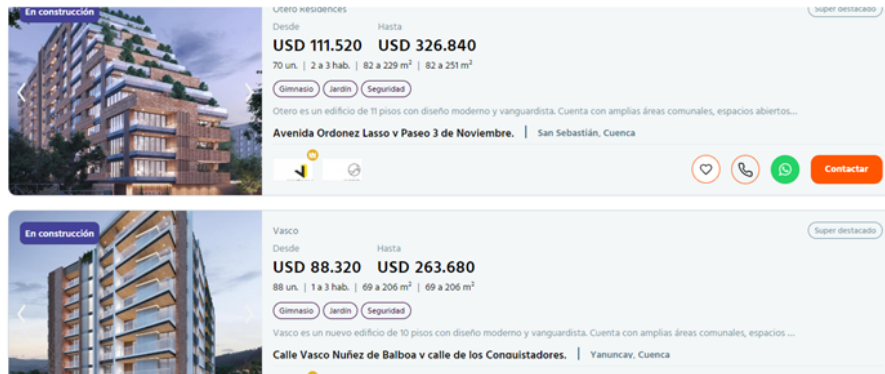 En construcción
Otero Residences
Super destacado
Desde Hasta
USD 111.520 USD 326.840
70 un. | 2 a 3 hab. | 82 a 229 m² | 82 a 251 m²
Gimnasio Jardín Seguridad
Otero es un edificio de 11 pisos con diseño moderno y vanguardista. Cuenta con amplias áreas comunales, espacios abiertos...
Avenida Ordonez Lasso y Paseo 3 de Noviembre. | San Sebastián, Cuenca
Contactar
En construcción
Vasco
Super destacado
Desde Hasta
USD 88.320 USD 263.680
88 un. | 1 a 3 hab. | 69 a 206 m² | 69 a 206 m²
Gimnasio Jardín Seguridad
Vasco es un nuevo edificio de 10 pisos con diseño moderno y vanguardista. Cuenta con amplias áreas comunales, espacios ...
Calle Vasco Nuñez de Balboa y calle de los Conquistadores. | Yanuncay, Cuenca